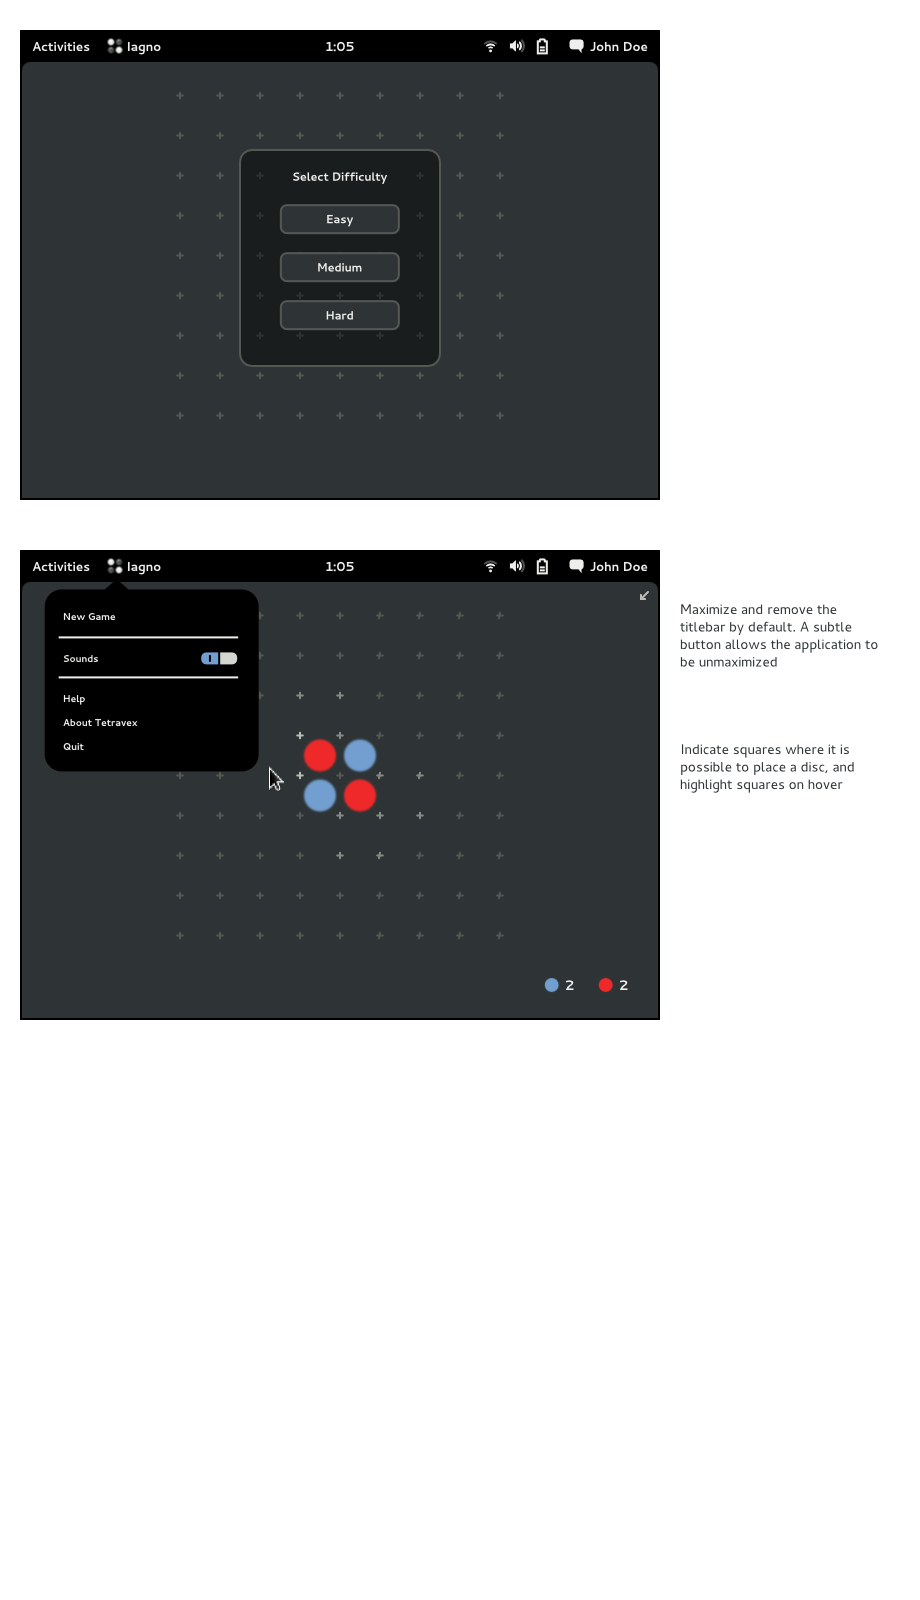 Activities Iagno 1:05 John Doe
Select Difficulty
Easy
Medium
Hard
Activities Iagno 1:05 John Doe
New Game
Sounds
Help
About Tetravex
Quit
2 2
Maximize and remove the
titlebar by default. A subtle
button allows the application to
be unmaximized
Indicate squares where it is
possible to place a disc, and
highlight squares on hover